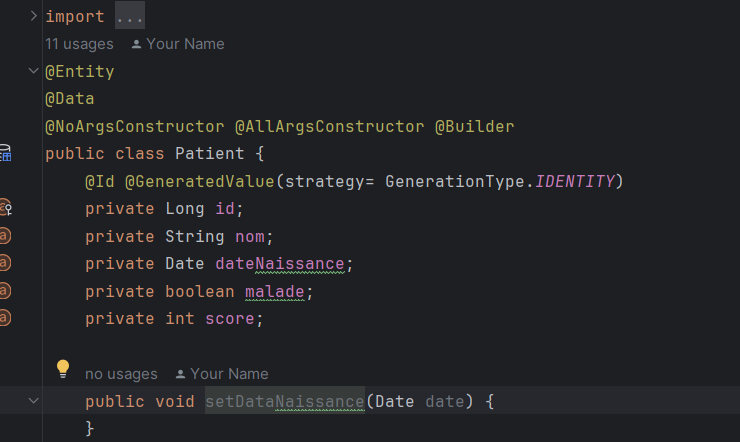 import ...
11 usages Your Name
@Entity
@Data
@NoArgsConstructor @AllArgsConstructor @Builder
public class Patient {
@Id @GeneratedValue(strategy= GenerationType.IDENTITY)
private Long id;
private String nom;
private Date dateNaissance;
private boolean malade;
private int score;
no usages Your Name
public void setDataNaissance(Date date) {
}